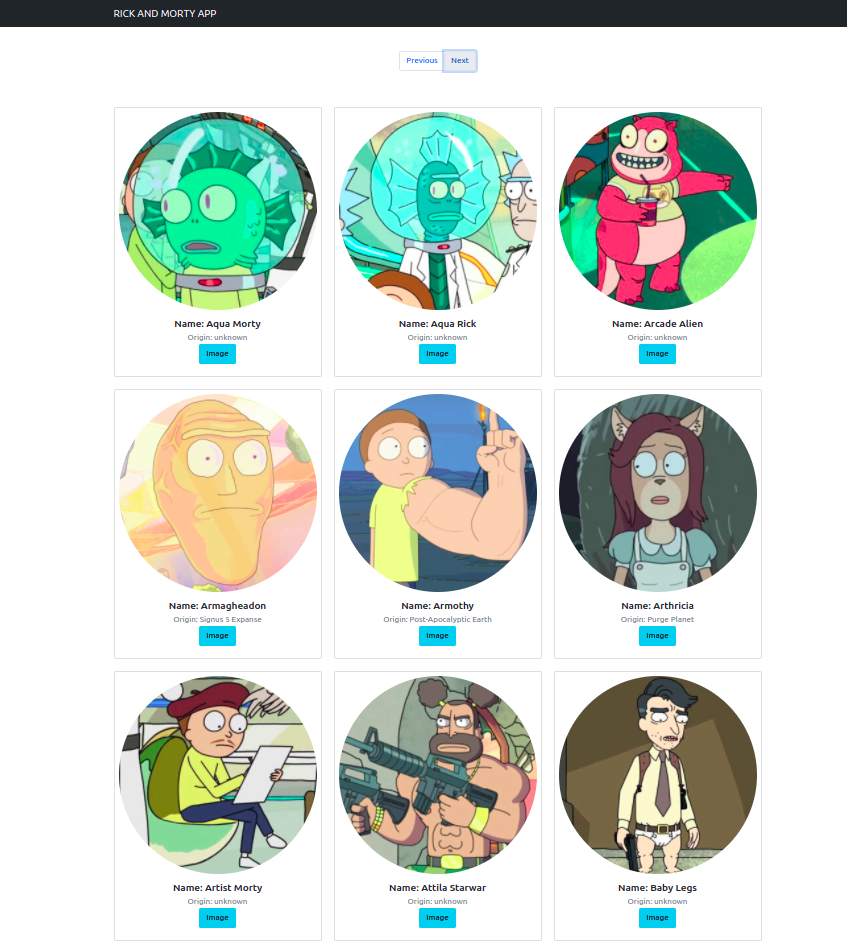 RICK AND MORTY APP
Previous Next
Name: Aqua Morty
Origin: unknown
Image
Name: Aqua Rick
Origin: unknown
Image
Name: Arcade Alien
Origin: unknown
Image
Name: Armagheadon
Origin: Signus 5 Expanse
Image
Name: Armothy
Origin: Post-Apocalyptic Earth
Image
Name: Arthricia
Origin: Purge Planet
Image
Name: Artist Morty
Origin: unknown
Image
Name: Attila Starwar
Origin: unknown
Image
Name: Baby Legs
Origin: unknown
Image